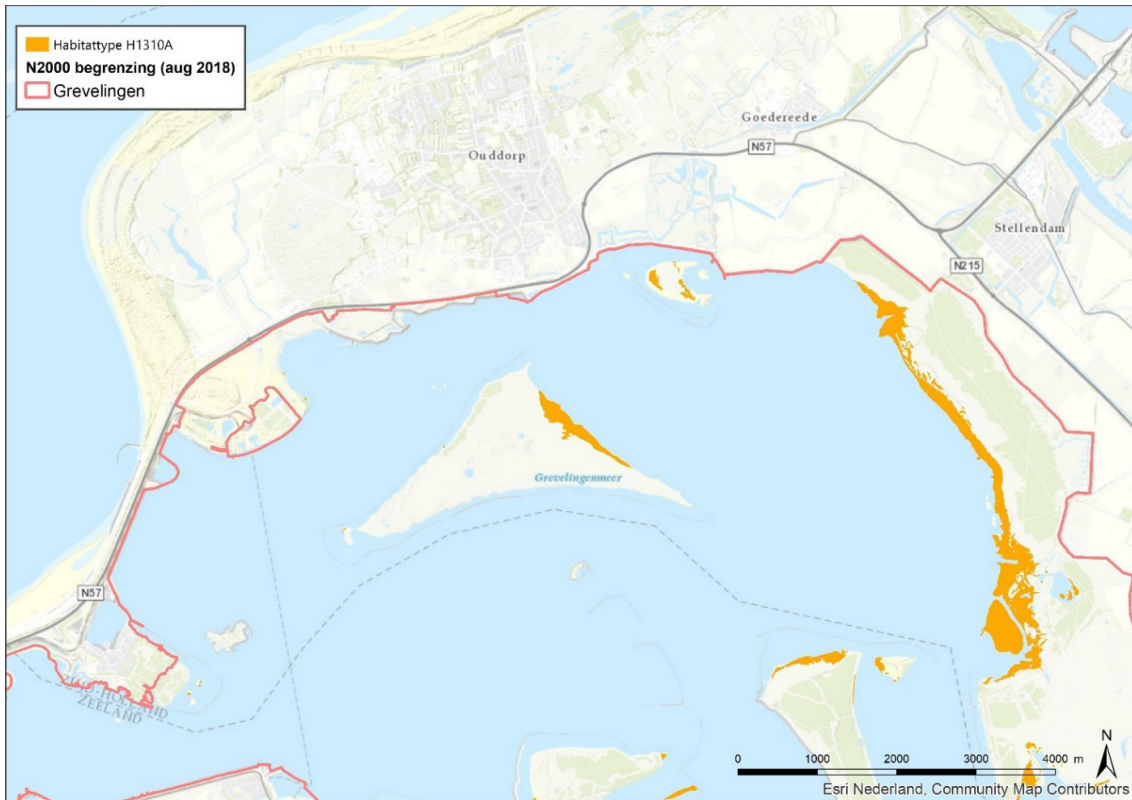 Habitattype H1310A
N2000 begrenzing (aug 2018)
Grevelingen
Goedereede
Ouddorp
N57
Stellendam
N215
Grevelingenmeer
N57
ZUID-HOLLAND
ZEELAND
N
0 1000 2000 3000 4000 m
Esri Nederland, Community Map Contributors